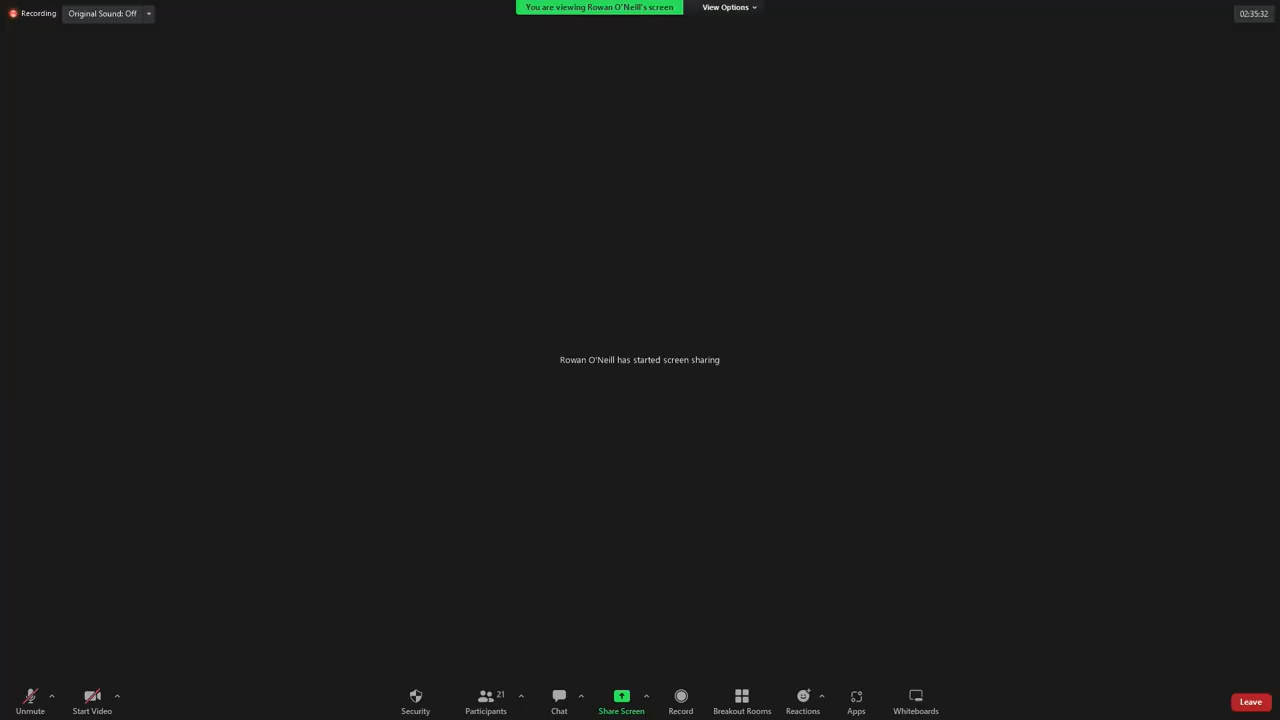 Recording
Original Sound: Off
You are viewing Rowan O'Neill's screen
View Options
02:35:32
Rowan O'Neill has started screen sharing
Unmute
Start Video
Security
21
Participants
Chat
Share Screen
Record
Breakout Rooms
Reactions
Apps
Whiteboards
Leave